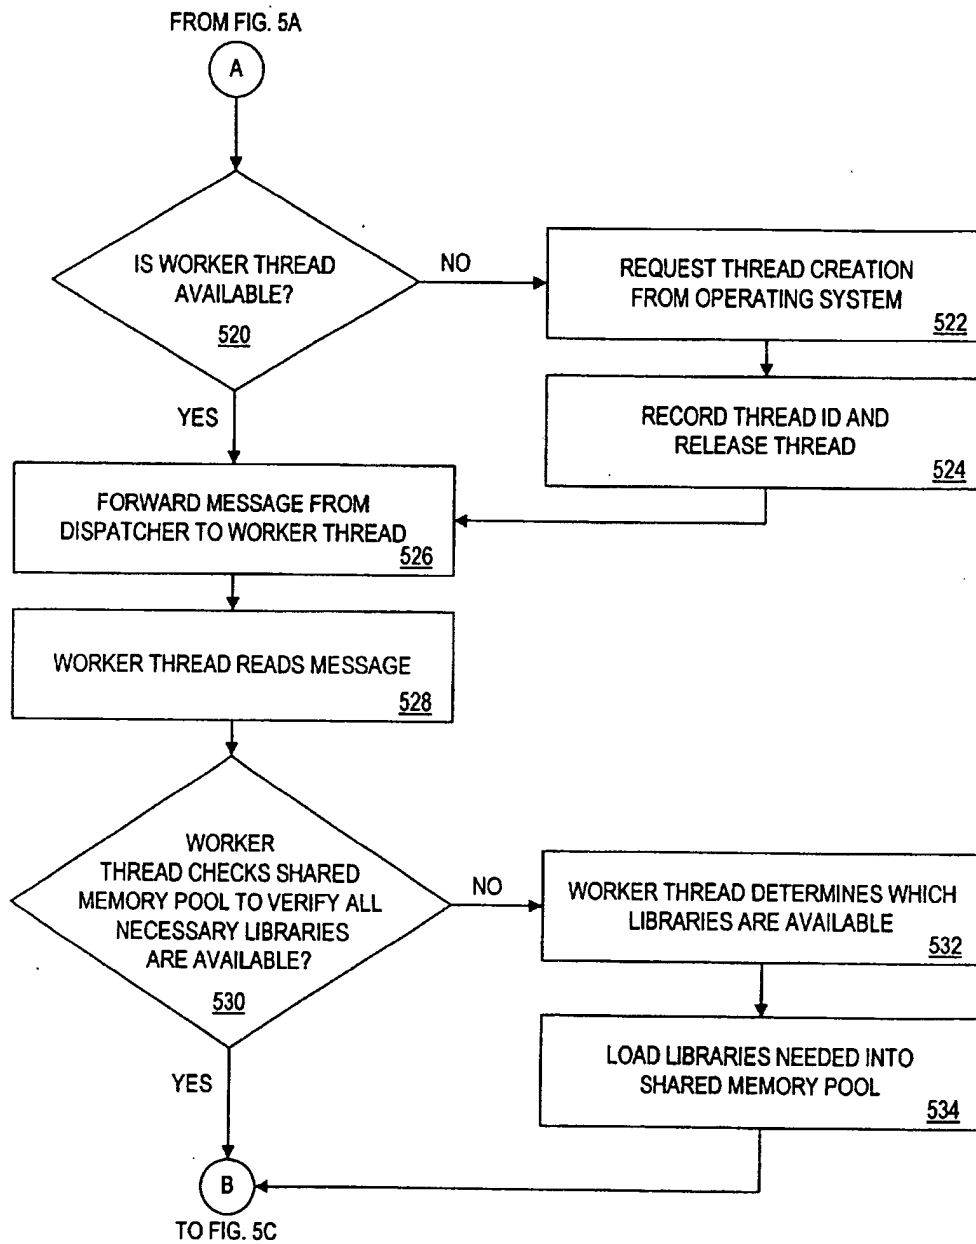 FROM FIG. 5A
A
IS WORKER THREAD
AVAILABLE?
520
NO
REQUEST THREAD CREATION
FROM OPERATING SYSTEM
522
YES
RECORD THREAD ID AND
RELEASE THREAD
524
FORWARD MESSAGE FROM
DISPATCHER TO WORKER THREAD
526
WORKER THREAD READS MESSAGE
528
WORKER
THREAD CHECKS SHARED
MEMORY POOL TO VERIFY ALL
NECESSARY LIBRARIES
ARE AVAILABLE?
530
NO
WORKER THREAD DETERMINES WHICH
LIBRARIES ARE AVAILABLE
532
YES
LOAD LIBRARIES NEEDED INTO
SHARED MEMORY POOL
534
B
TO FIG. 5C